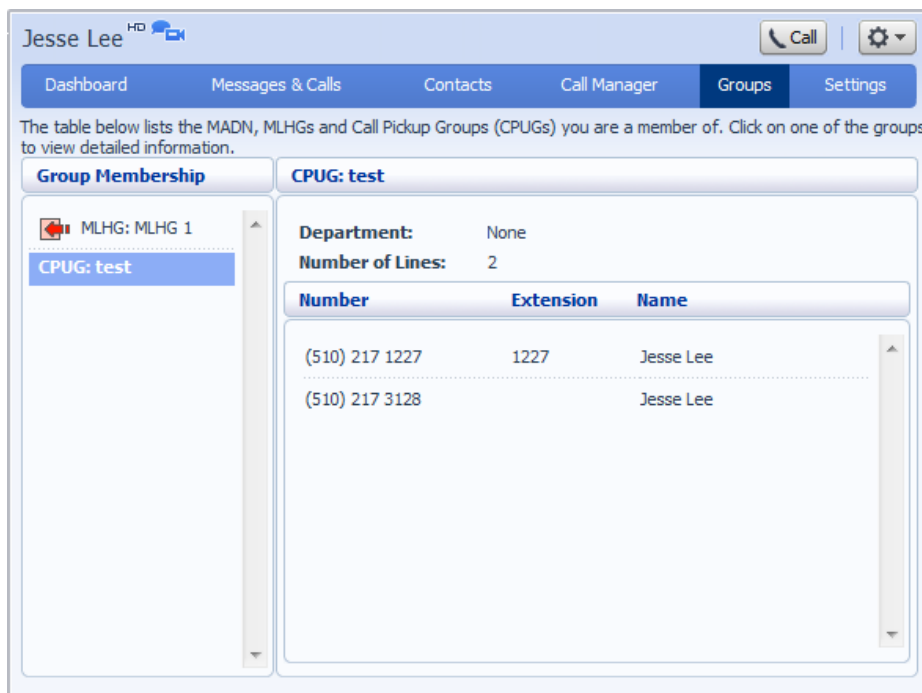 Jesse Lee HD
Call
Dashboard Messages & Calls Contacts Call Manager Groups Settings
The table below lists the MADN, MLHGs and Call Pickup Groups (CPUGs) you are a member of. Click on one of the groups
to view detailed information.
Group Membership
MLHG: MLHG 1
CPUG: test
CPUG: test
Department: None
Number of Lines: 2
Number Extension Name
(510) 217 1227 1227 Jesse Lee
(510) 217 3128 Jesse Lee